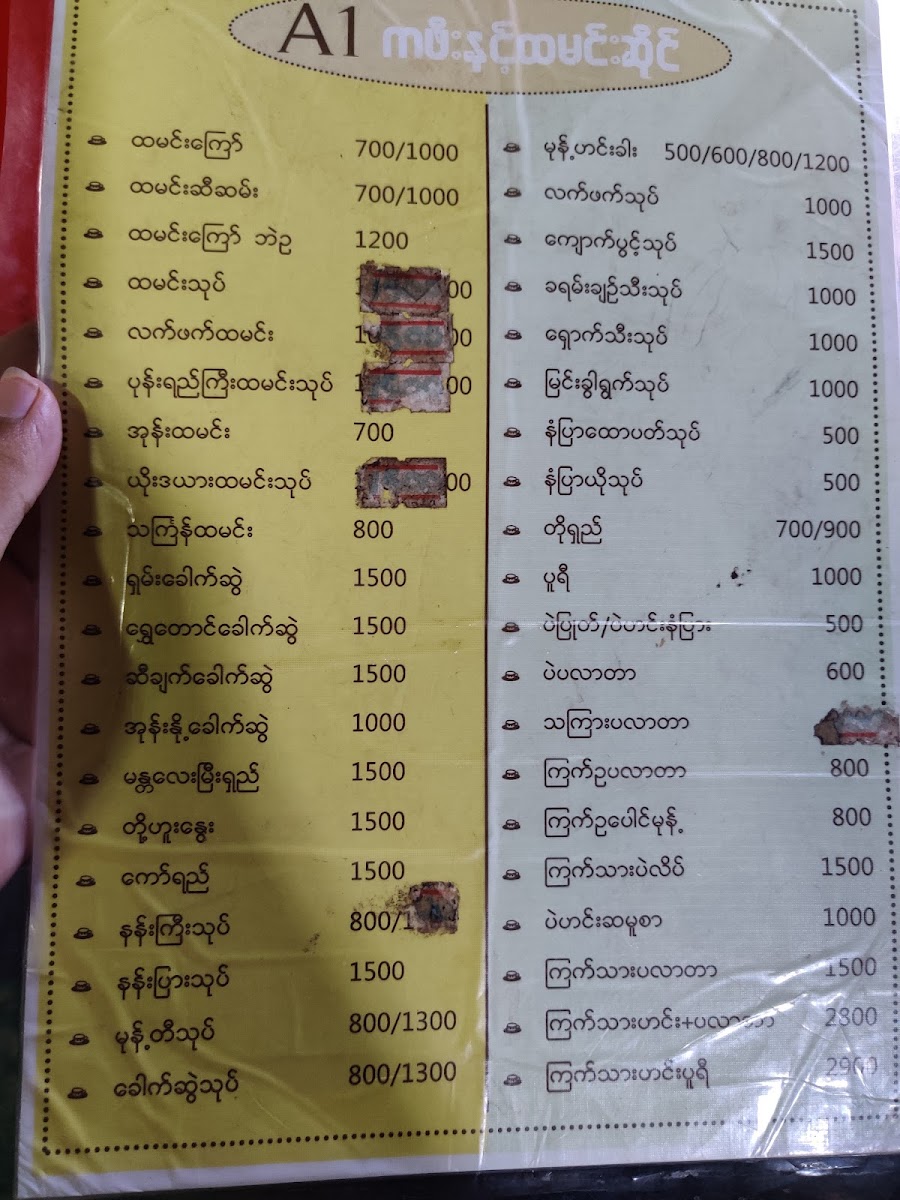 A1 ကဖီးနှင့်ထမင်းဆိုင်
ထမင်းကြော် 700/1000
ထမင်းဆီဆမ်း 700/1000
ထမင်းကြော် ဘဲဥ 1200
ထမင်းသုပ်
လက်ဖက်ထမင်း
ပုန်းရည်ကြီးထမင်းသုပ်
အုန်းထမင်း 700
ယိုးဒယားထမင်းသုပ်
သင်္ကြန်ထမင်း 800
ရှမ်းခေါက်ဆွဲ 1500
ရွှေတောင်ခေါက်ဆွဲ 1500
ဆီချက်ခေါက်ဆွဲ 1500
အုန်းနို့ခေါက်ဆွဲ 1000
မန္တလေးမြီးရှည် 1500
တို့ဟူးနွေး 1500
ကော်ရည် 1500
နန်းကြီးသုပ်
နန်းပြားသုပ် 1500
မုန့်တီသုပ် 800/1300
ခေါက်ဆွဲသုပ် 800/1300
မုန့်ဟင်းခါး 500/600/800/1200
လက်ဖက်သုပ် 1000
ကျောက်ပွင့်သုပ် 1500
ခရမ်းချဉ်သီးသုပ် 1000
ရှောက်သီးသုပ် 1000
မြင်းခွါရွက်သုပ် 1000
နံပြာထောပတ်သုပ် 500
နံပြာယိုသုပ် 500
တိုရှည် 700/900
ပူရီ 1000
ပဲပြုတ်/ပဲဟင်းနံပြား 500
ပဲပလာတာ 600
သကြားပလာတာ
ကြက်ဥပလာတာ 800
ကြက်ဥပေါင်မုန့် 800
ကြက်သားပဲလိပ် 1500
ပဲဟင်းဆမူစာ 1000
ကြက်သားပလာတာ 1500
ကြက်သားဟင်း+ပလာတာ 2800
ကြက်သားဟင်းပူရီ